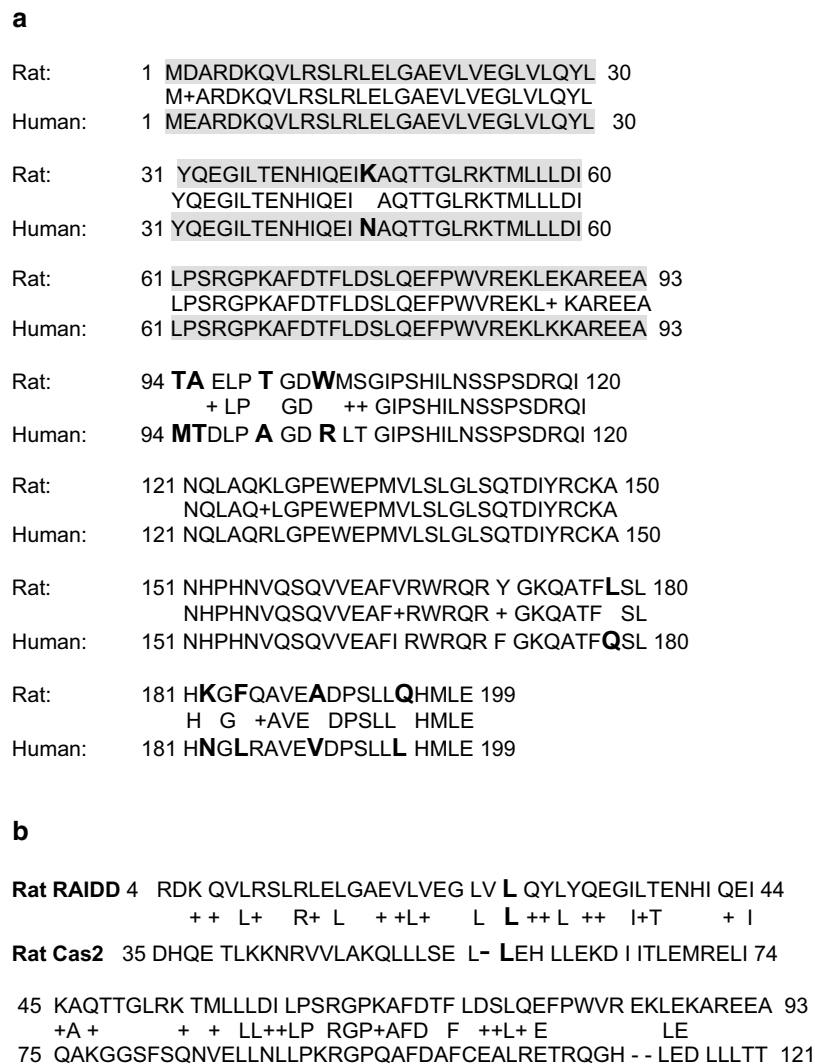 a
Rat: 1 MDARDKQVLRSLRLELGAEVLVEGLVLQYL 30
M+ARDKQVLRSLRLELGAEVLVEGLVLQYL
Human: 1 MEARDKQVLRSLRLELGAEVLVEGLVLQYL 30
Rat: 31 YQEGILTENHIQEIKAQTTGLRKTMLLLDI 60
YQEGILTENHIQEI AQTTGLRKTMLLLDI
Human: 31 YQEGILTENHIQEI NAQTTGLRKTMLLLDI 60
Rat: 61 LPSRGPKAFDTFLDSLQEFPWVREKLEKAREEA 93
LPSRGPKAFDTFLDSLQEFPWVREKL+ KAREEA
Human: 61 LPSRGPKAFDTFLDSLQEFPWVREKLKKAREEA 93
Rat: 94 TA ELP T GDWMSGIPSHILNSSPSDRQI 120
+ LP GD ++ GIPSHILNSSPSDRQI
Human: 94 MTDLP A GD R LT GIPSHILNSSPSDRQI 120
Rat: 121 NQLAQKLGPEWEPMVLSLGLSQTDIYRCKA 150
NQLAQ+LGPEWEPMVLSLGLSQTDIYRCKA
Human: 121 NQLAQRLGPEWEPMVLSLGLSQTDIYRCKA 150
Rat: 151 NHPHNVQSQVVEAFVRWRQR Y GKQATFLSL 180
NHPHNVQSQVVEAF+RWRQR + GKQATF SL
Human: 151 NHPHNVQSQVVEAFI RWRQR F GKQATFQSL 180
Rat: 181 HKGFQAVEADPSLLQHMLE 199
H G +AVE DPSLL HMLE
Human: 181 HNGLRAVEVDPSLLL HMLE 199
b
Rat RAIDD 4 RDK QVLRSLRLELGAEVLVEG LV L QYLYQEGILTENHI QEI 44
+ + L+ R+ L + +L+ L L ++ L ++ I+T + I
Rat Cas2 35 DHQE TLKKNRVVLAKQLLLSE L- LEH LLEKD I ITLEMRELI 74
45 KAQTTGLRK TMLLLDI LPSRGPKAFDTF LDSLQEFPWVR EKLEKAREEA 93
+A + + + LL++LP RGP+AFD F ++L+ E LE
75 QAKGGSFSQNVELLNLLPKRGPQAFDAFCEALRETRQGH - - LED LLLTT 121